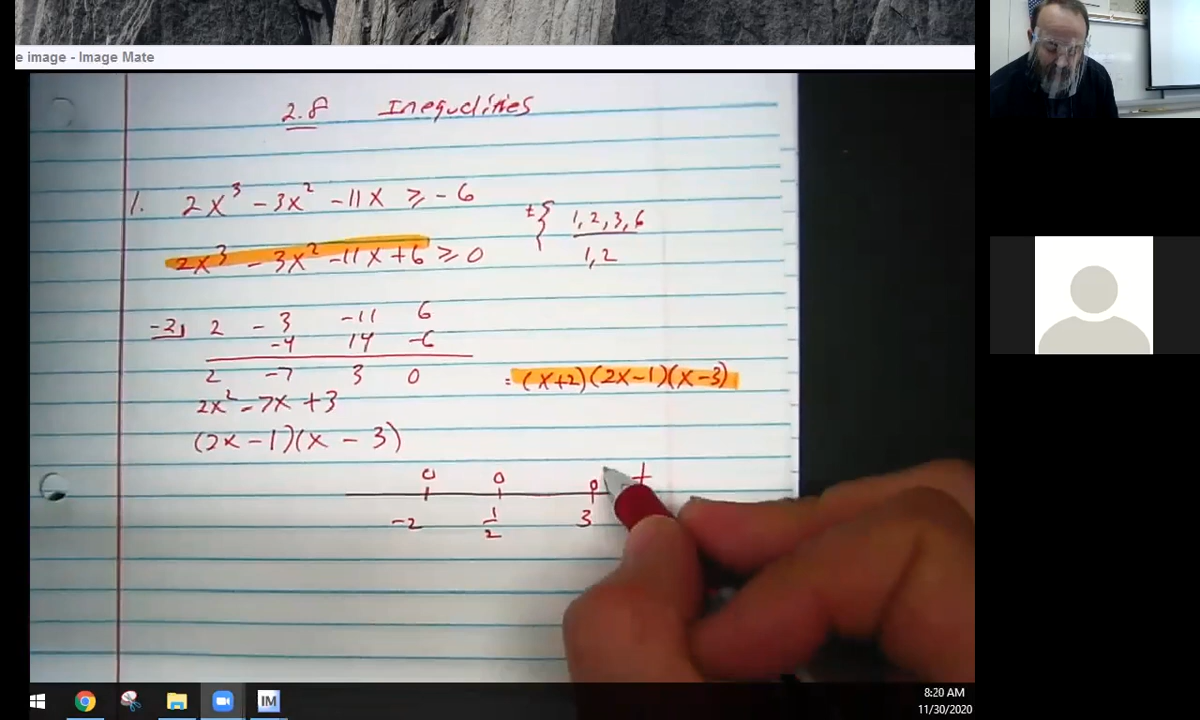 e image - Image Mate
2.8 Inequalities
1. 2x³ - 3x² - 11x ≥ -6
± { 1, 2, 3, 6
1, 2
2x³ - 3x² - 11x + 6 ≥ 0
-2⌋ 2 -3 -11 6
-4 14 -6
2 -7 3 0
= (x+2)(2x-1)(x-3)
2x² - 7x + 3
(2x - 1)(x - 3)
0 0 0 +
-2 1/2 3
IM
8:20 AM
11/30/2020